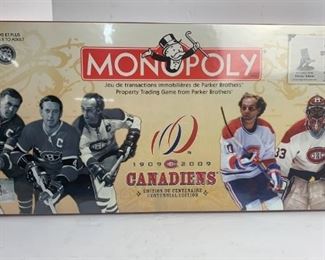 MONOPOLY
Jeu de transactions immobilières de Parker Brothers
Property Trading Game from Parker Brothers
1909 2009
CANADIENS
ÉDITION DU CENTENAIRE
CENTENNIAL EDITION
33